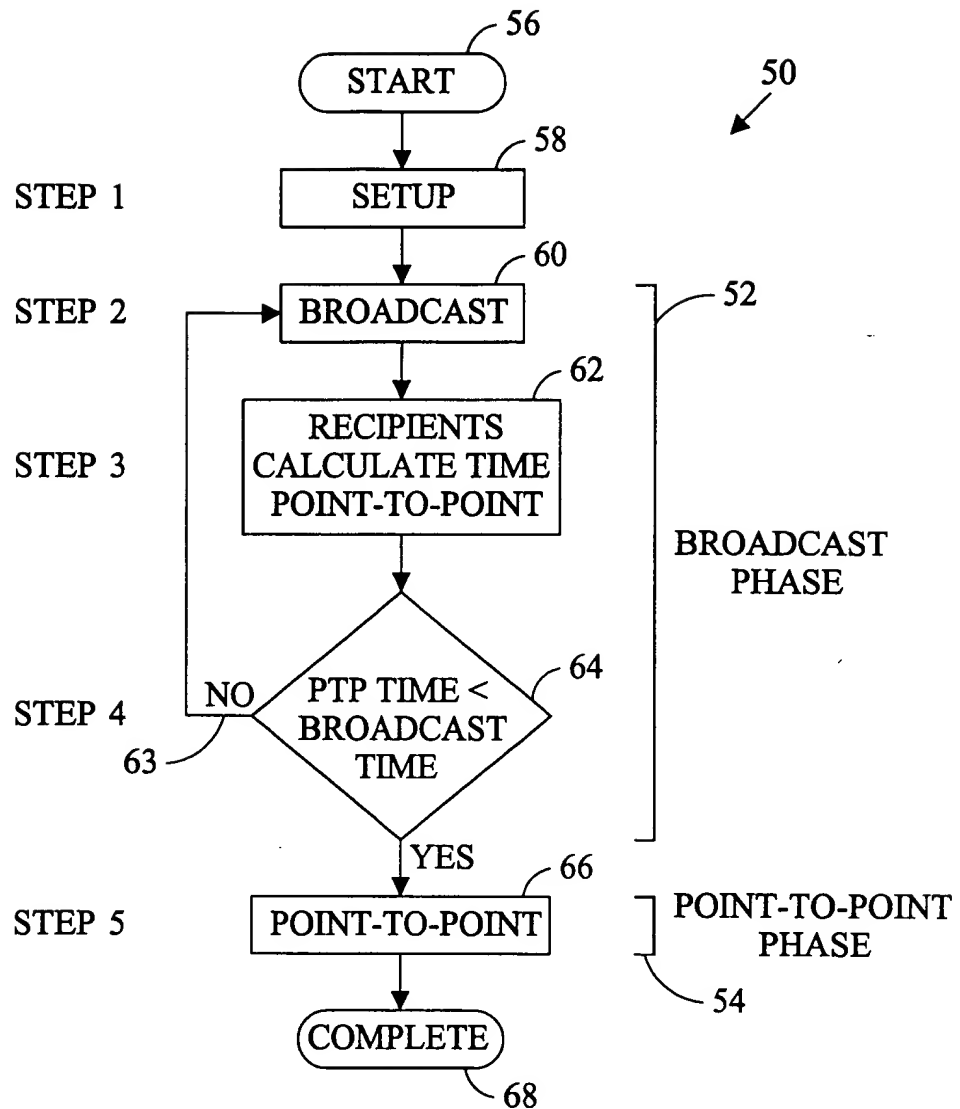 56
START
50
58
STEP 1
SETUP
60
STEP 2
BROADCAST
52
62
STEP 3
RECIPIENTS
CALCULATE TIME
POINT-TO-POINT
BROADCAST
PHASE
64
NO
STEP 4
PTP TIME <
BROADCAST
TIME
63
YES
66
STEP 5
POINT-TO-POINT
POINT-TO-POINT
PHASE
54
COMPLETE
68